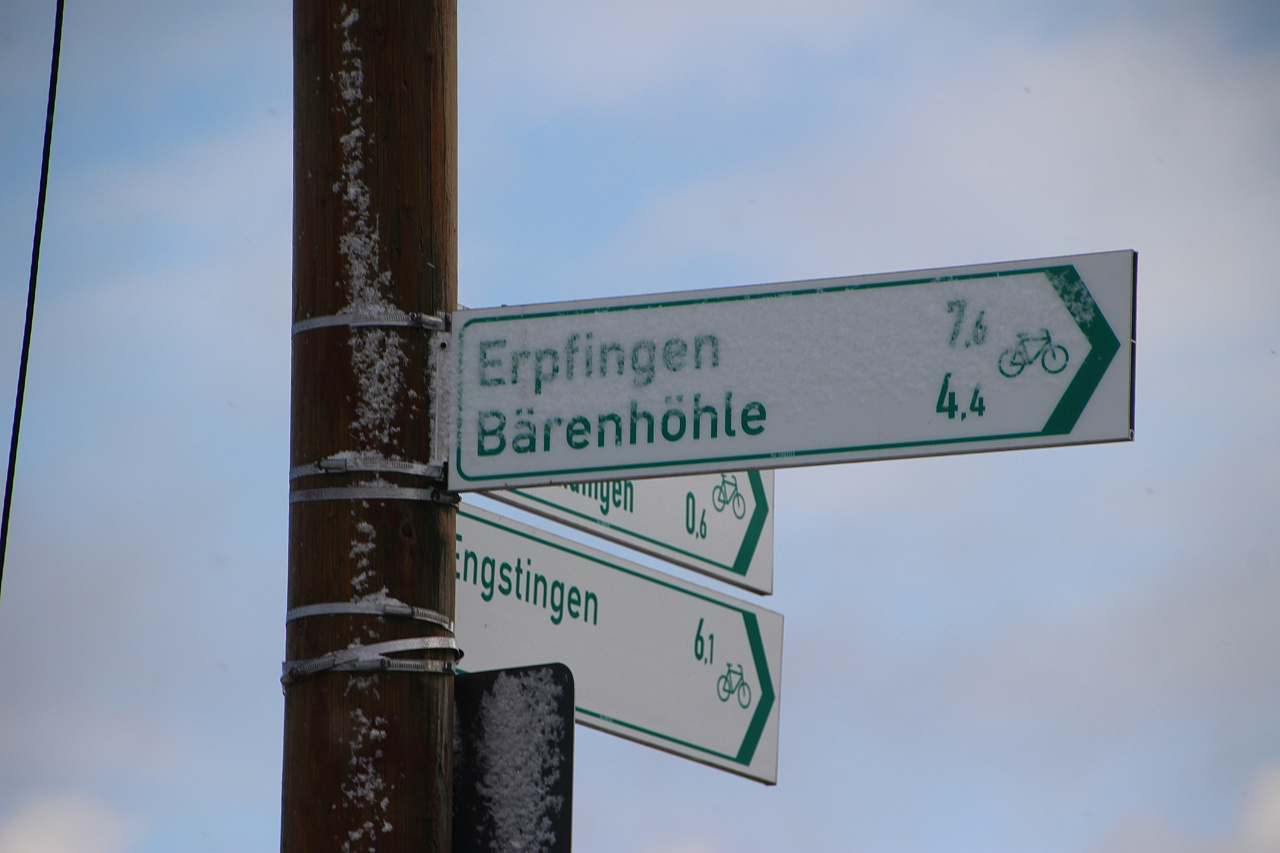 Erpfingen 7,6
Bärenhöhle 4,4
0,6
Engstingen 6,1